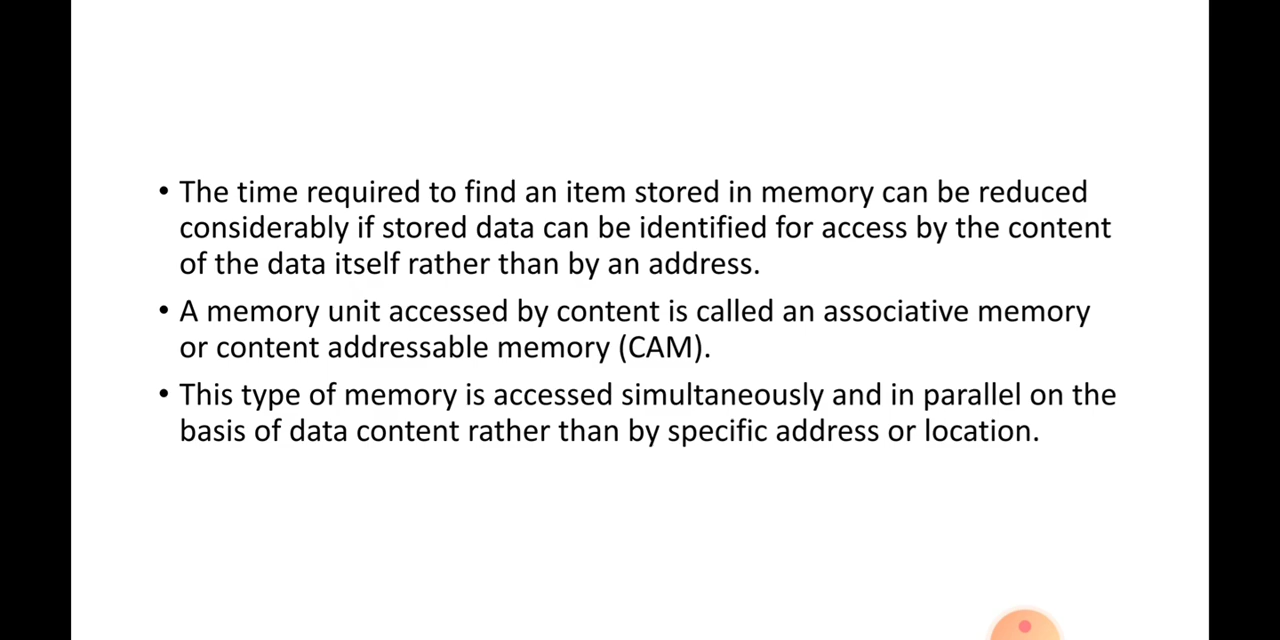 • The time required to find an item stored in memory can be reduced
considerably if stored data can be identified for access by the content
of the data itself rather than by an address.
• A memory unit accessed by content is called an associative memory
or content addressable memory (CAM).
• This type of memory is accessed simultaneously and in parallel on the
basis of data content rather than by specific address or location.